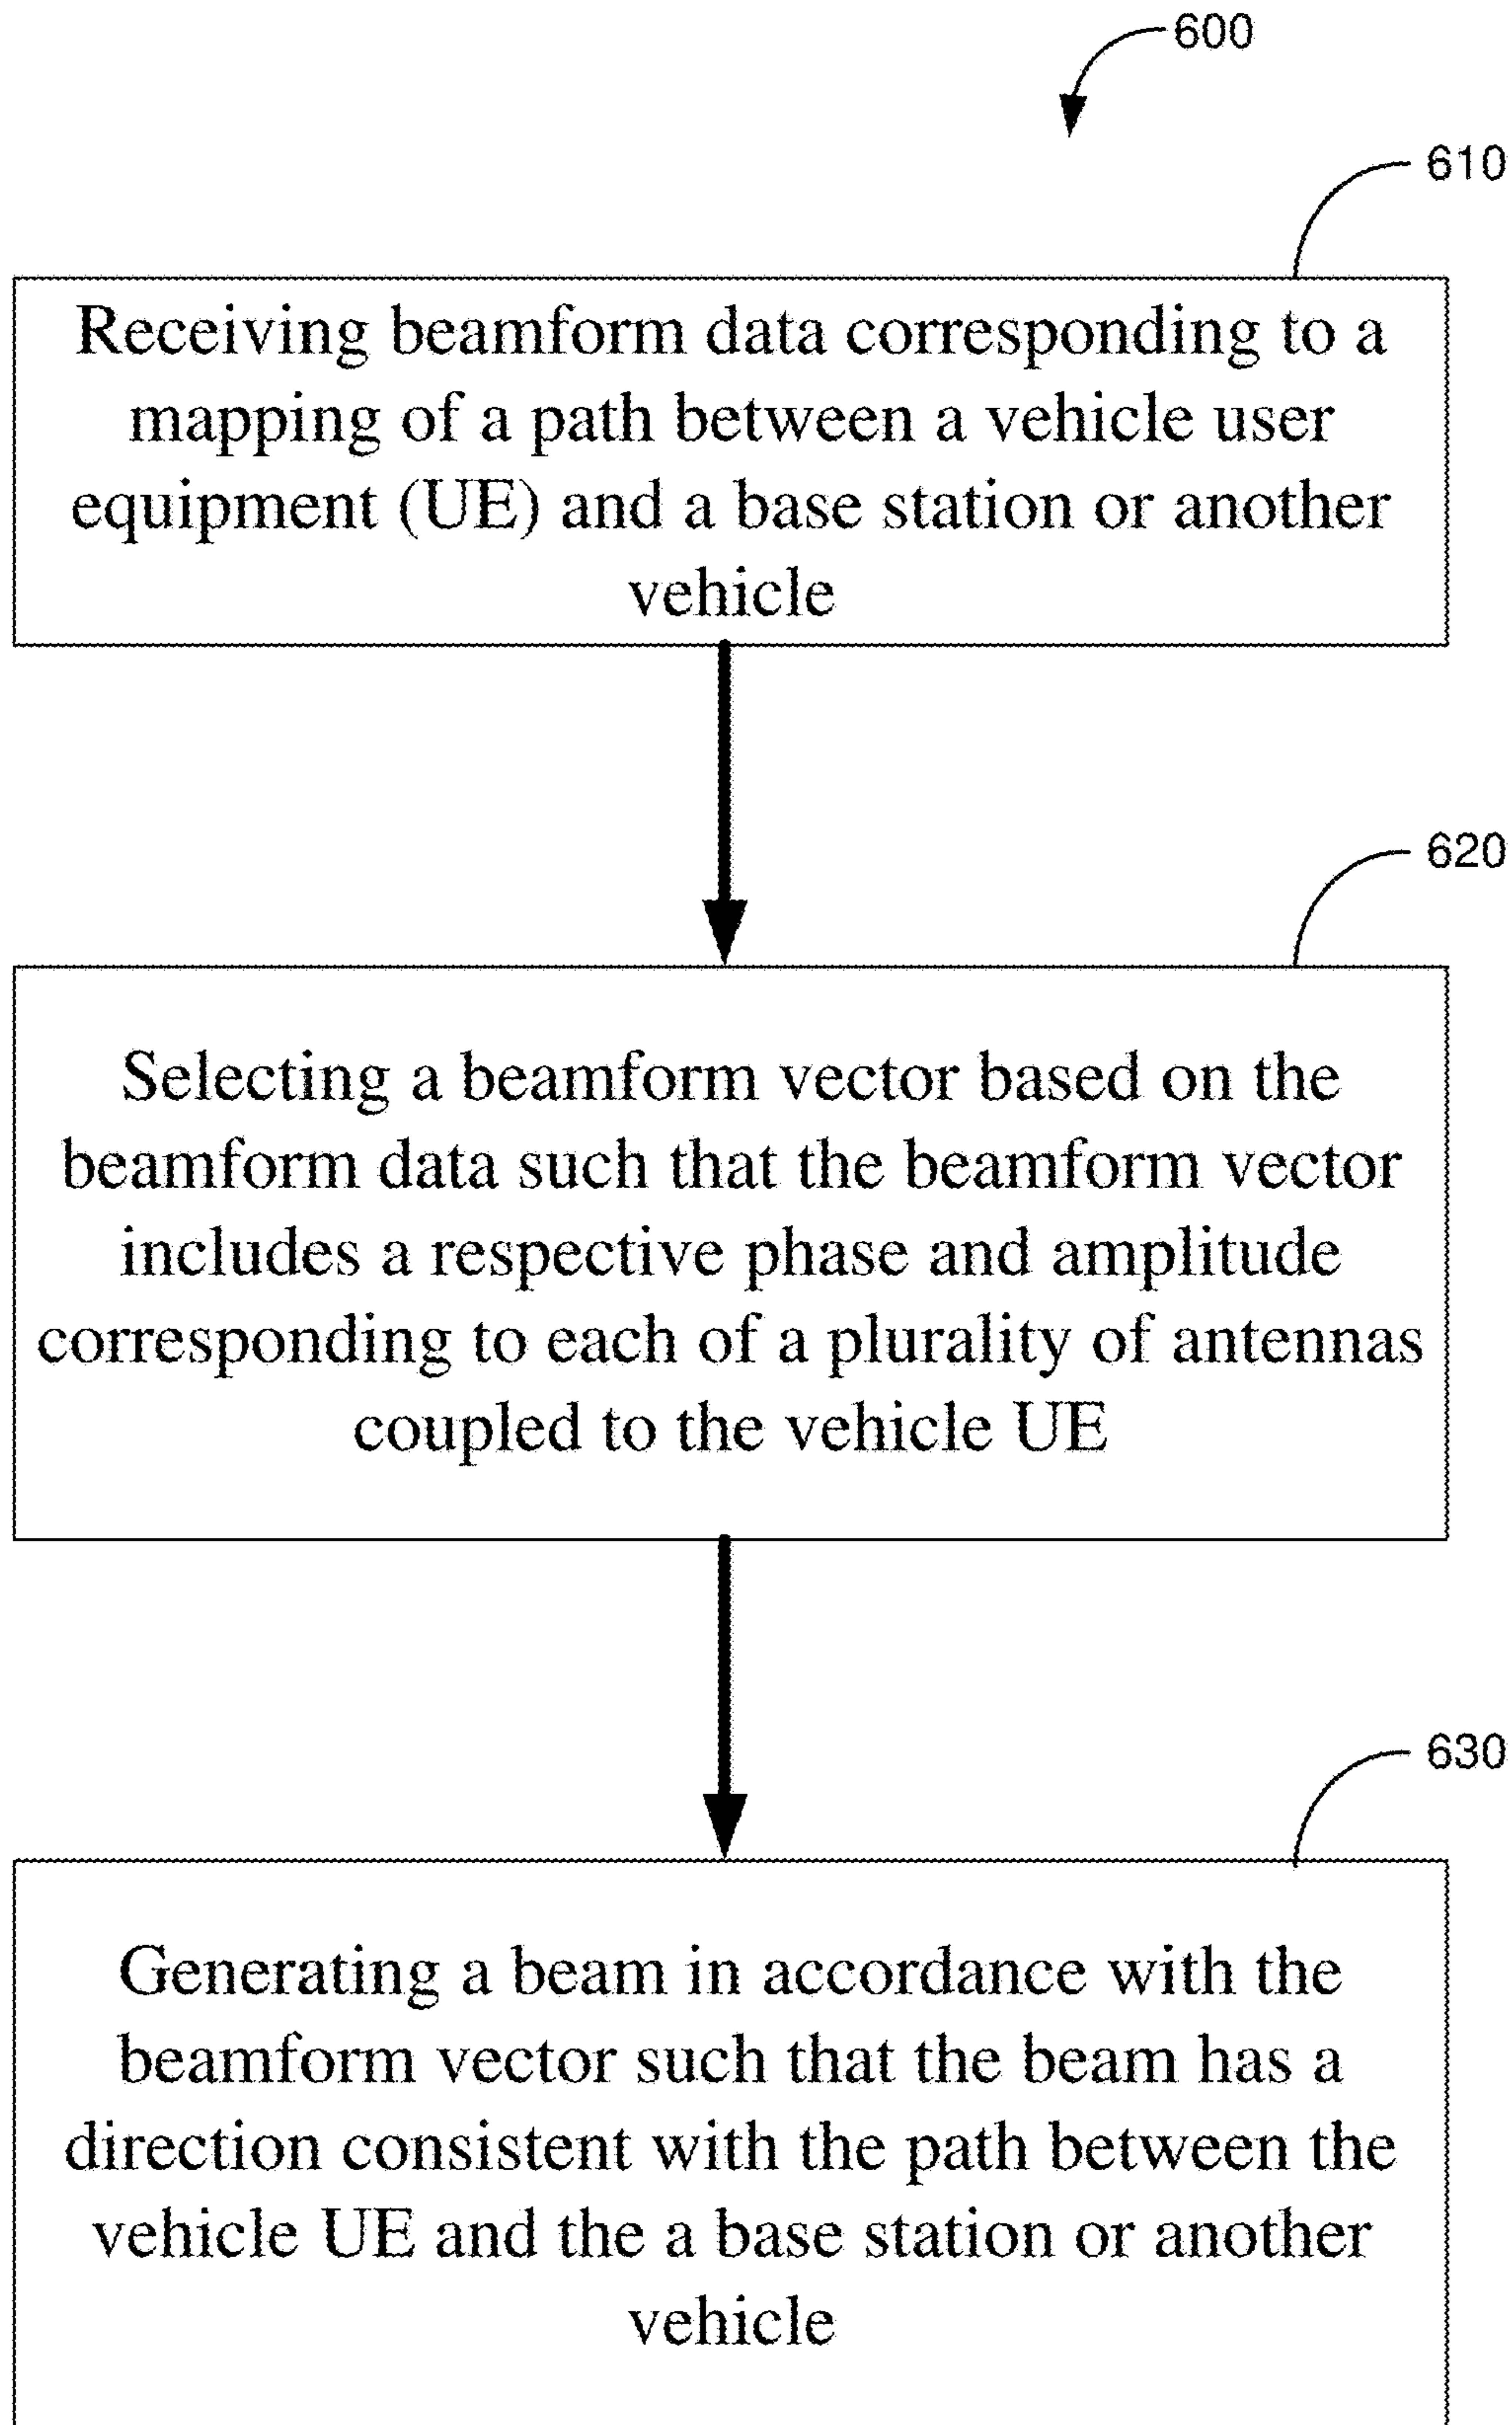 600
610
Receiving beamform data corresponding to a
mapping of a path between a vehicle user
equipment (UE) and a base station or another
vehicle
620
Selecting a beamform vector based on the
beamform data such that the beamform vector
includes a respective phase and amplitude
corresponding to each of a plurality of antennas
coupled to the vehicle UE
630
Generating a beam in accordance with the
beamform vector such that the beam has a
direction consistent with the path between the
vehicle UE and the a base station or another
vehicle